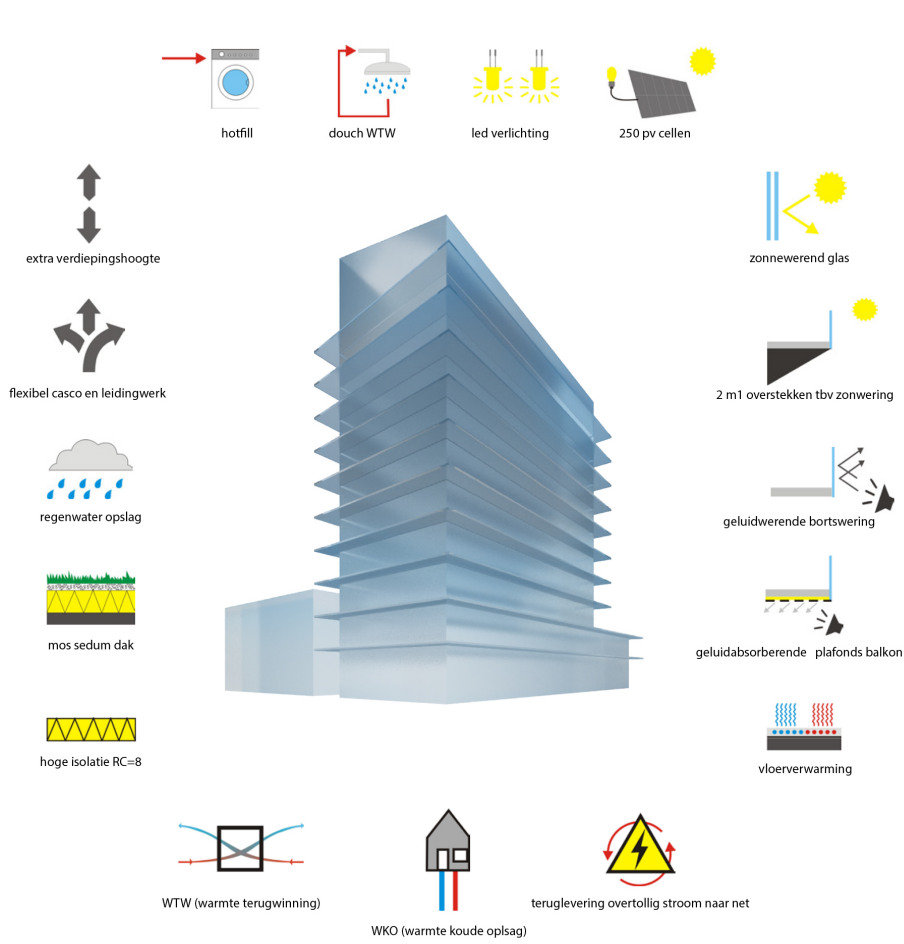 hotfill
douch WTW
led verlichting
250 pv cellen
extra verdiepingshoogte
zonnewerend glas
flexibel casco en leidingwerk
2 m1 overstekken tbv zonwering
regenwater opslag
geluidwerende bortswering
mos sedum dak
geluidabsorberende plafonds balkon
hoge isolatie RC=8
vloerverwarming
WTW (warmte terugwinning)
WKO (warmte koude oplsag)
teruglevering overtollig stroom naar net